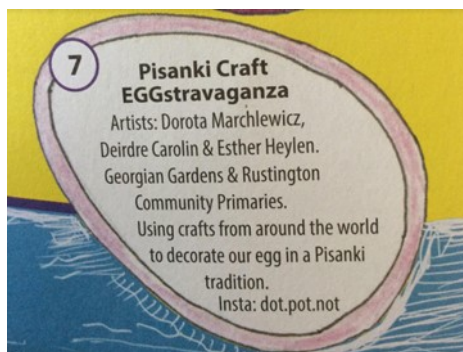 7
Pisanki Craft
EGGstravaganza
Artists: Dorota Marchlewicz,
Deirdre Carolin & Esther Heylen.
Georgian Gardens & Rustington
Community Primaries.
Using crafts from around the world
to decorate our egg in a Pisanki
tradition.
Insta: dot.pot.not